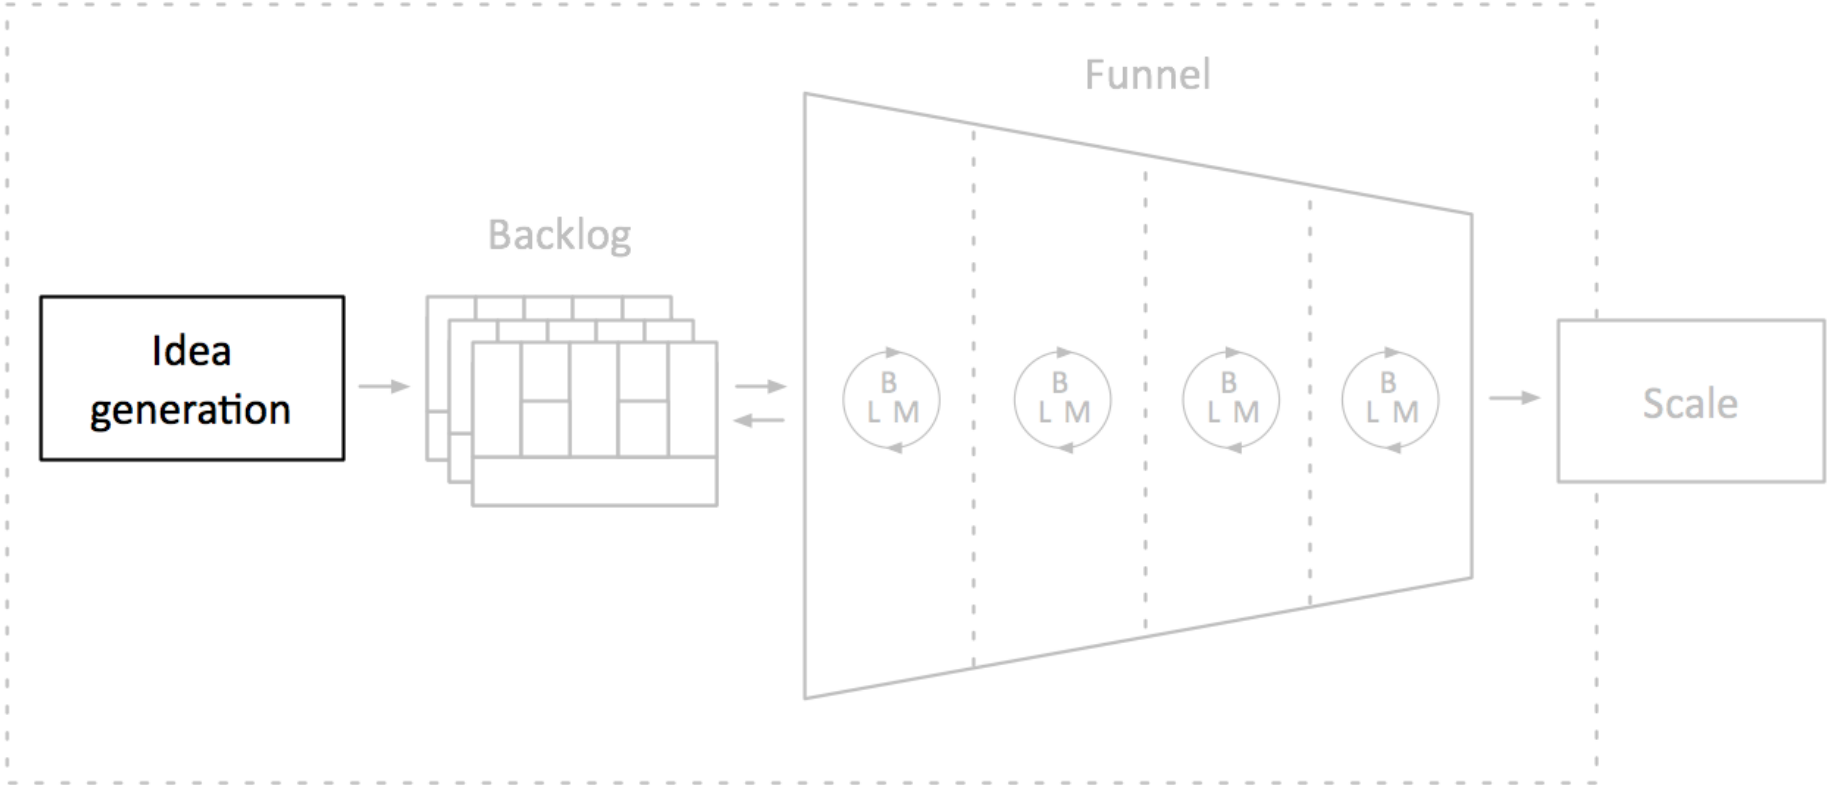 Funnel
Backlog
Idea
generation
B
L M
B
L M
B
L M
B
L M
Scale